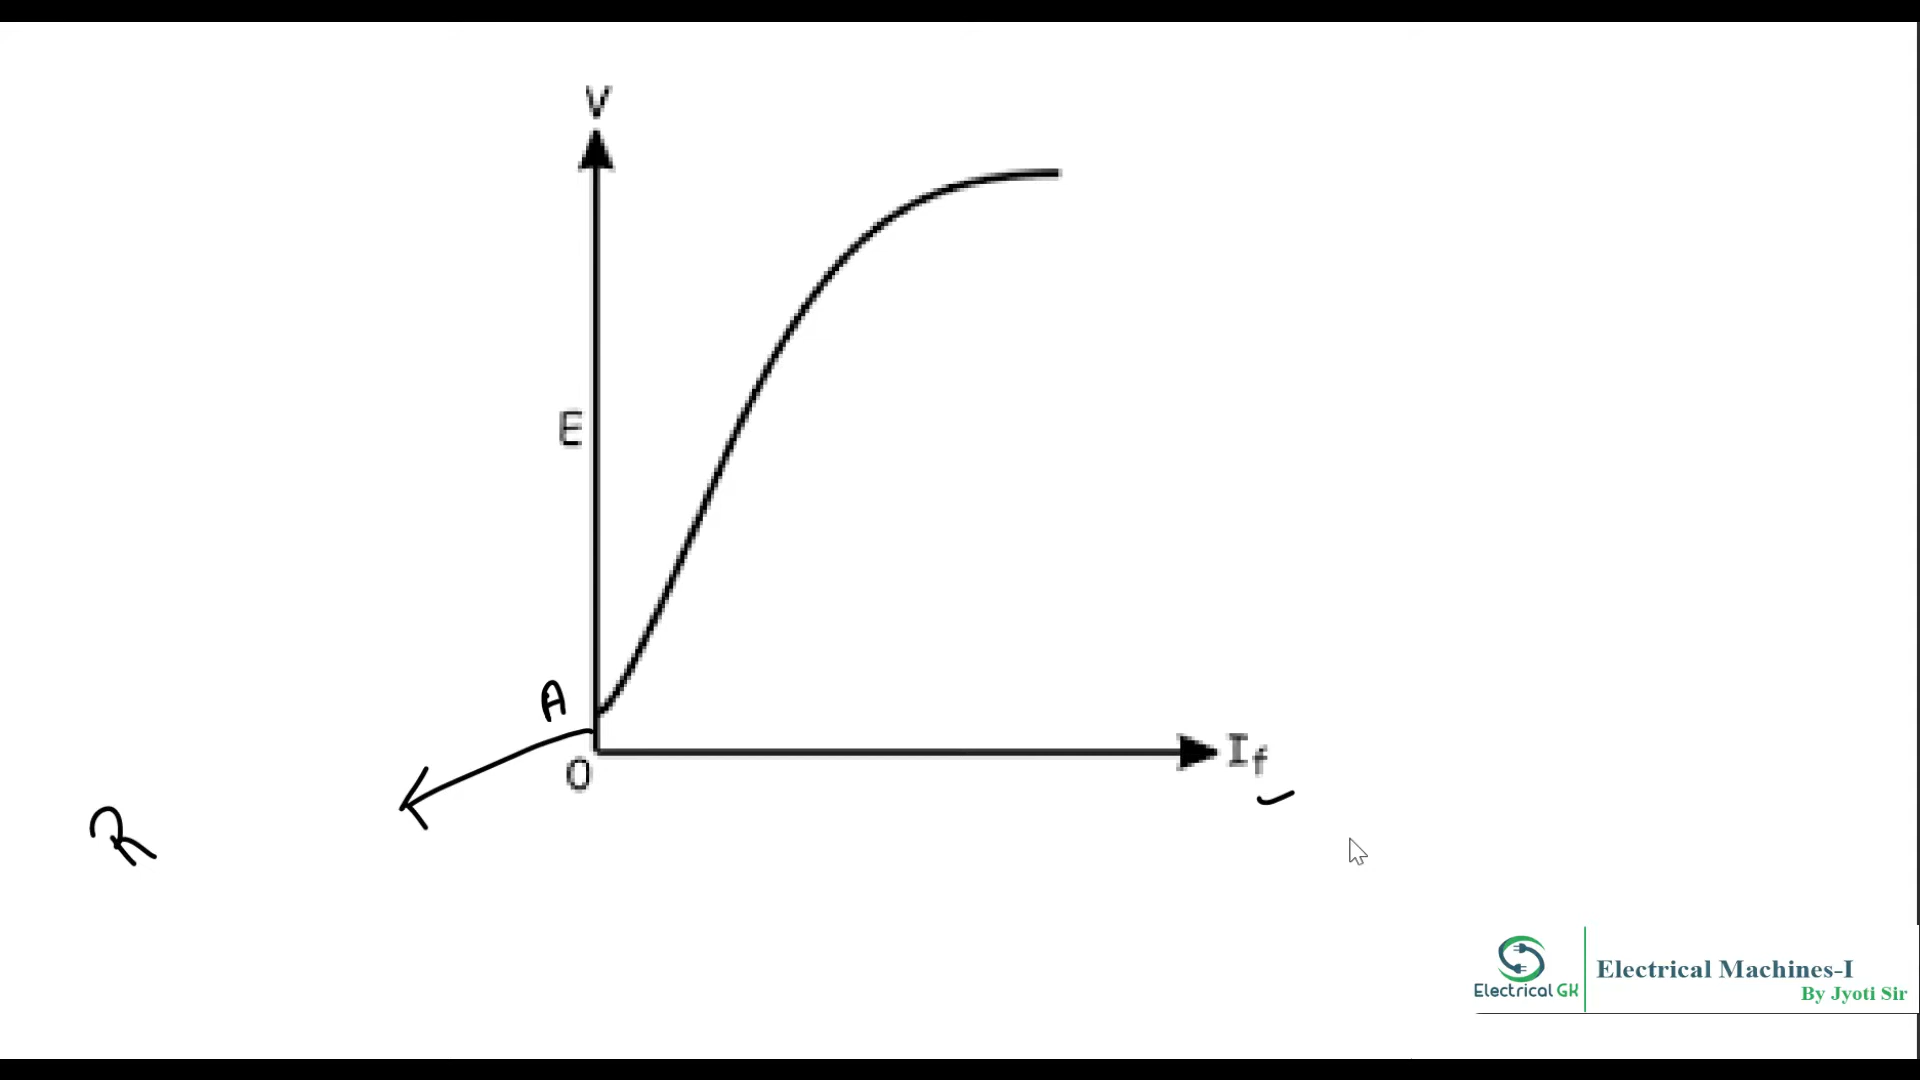 V
E
A
O
If
R
Electrical GK
Electrical Machines-I
By Jyoti Sir